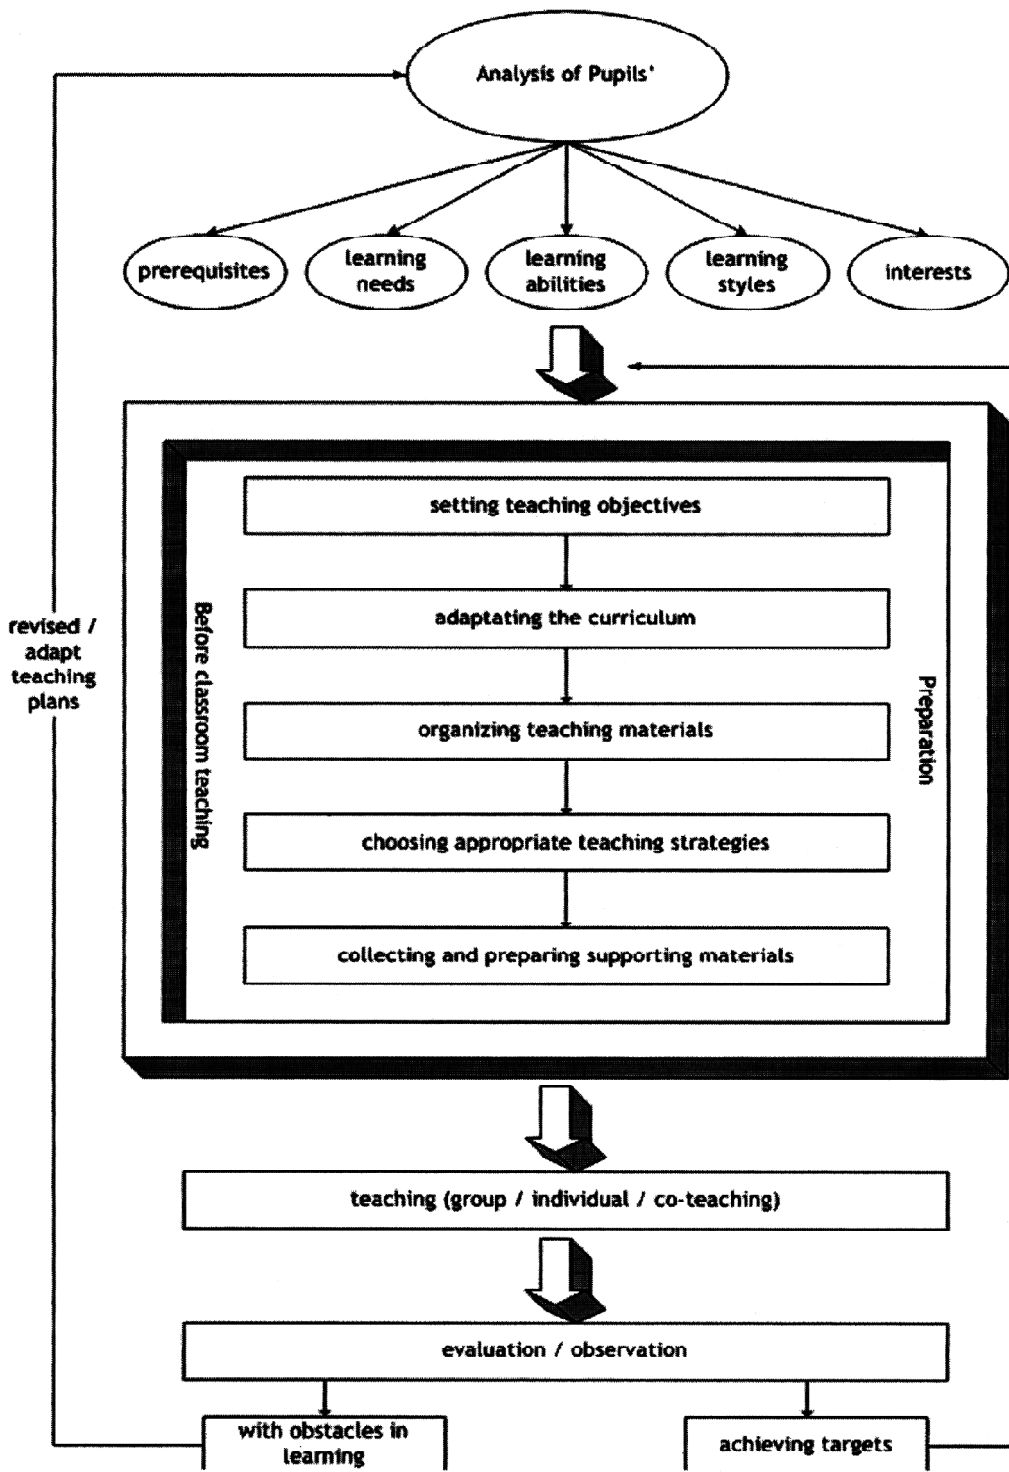 Analysis of Pupils'
prerequisites
learning
needs
learning
abilities
learning
styles
interests
setting teaching objectives
adaptating the curriculum
organizing teaching materials
choosing appropriate teaching strategies
collecting and preparing supporting materials
Before classroom teaching
Preparation
revised /
adapt
teaching
plans
teaching (group / individual / co-teaching)
evaluation / observation
with obstacles in
learning
achieving targets